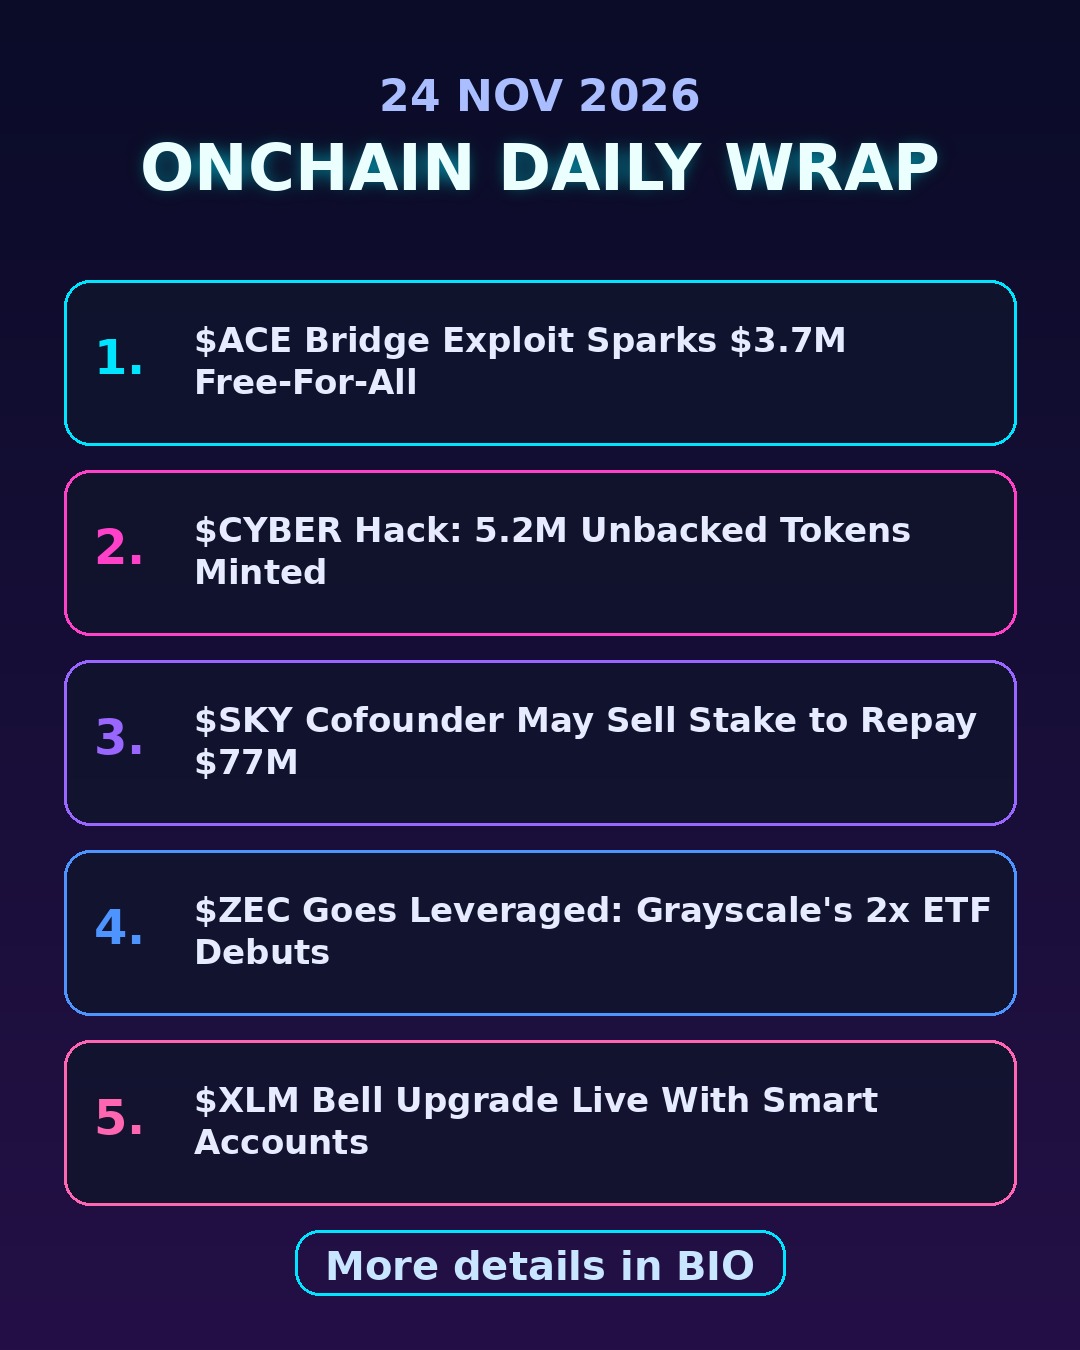 24 NOV 2026
ONCHAIN DAILY WRAP
1.
$ACE Bridge Exploit Sparks $3.7M
Free-For-All
2.
$CYBER Hack: 5.2M Unbacked Tokens
Minted
3.
$SKY Cofounder May Sell Stake to Repay
$77M
4.
$ZEC Goes Leveraged: Grayscale's 2x ETF
Debuts
5.
$XLM Bell Upgrade Live With Smart
Accounts
More details in BIO